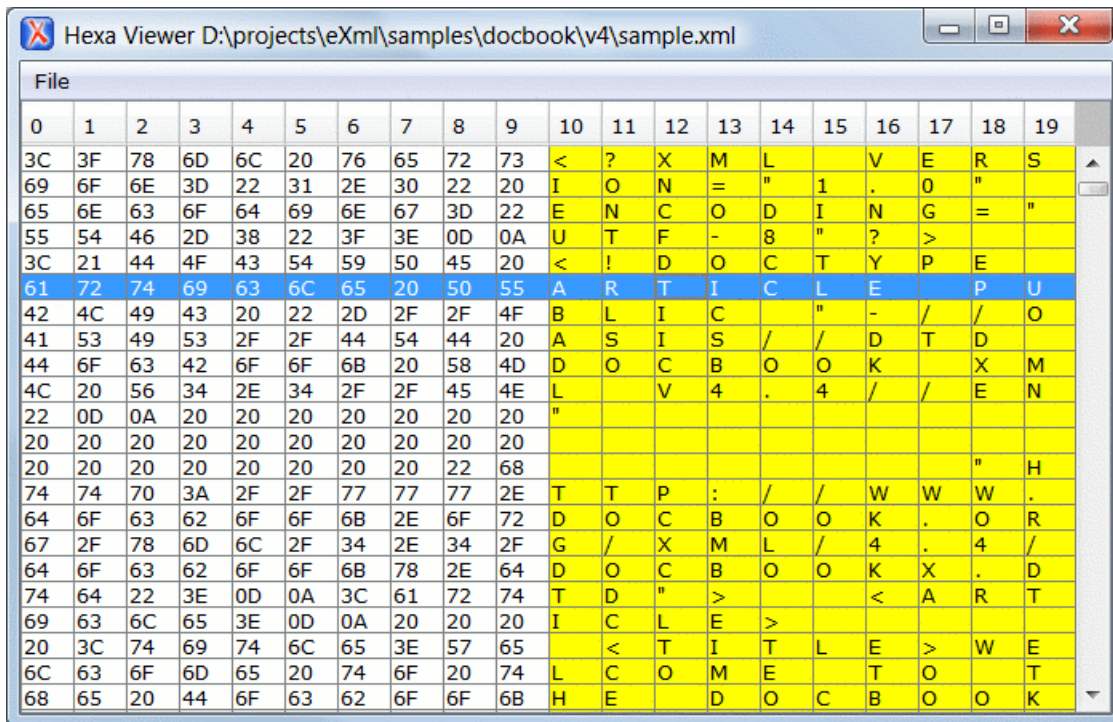 Hexa Viewer D:\projects\eXml\samples\docbook\v4\sample.xml
File
0 1 2 3 4 5 6 7 8 9 10 11 12 13 14 15 16 17 18 19
3C 3F 78 6D 6C 20 76 65 72 73 < ? X M L V E R S
69 6F 6E 3D 22 31 2E 30 22 20 I O N = " 1 . 0 "
65 6E 63 6F 64 69 6E 67 3D 22 E N C O D I N G = "
55 54 46 2D 38 22 3F 3E 0D 0A U T F - 8 " ? >
3C 21 44 4F 43 54 59 50 45 20 < ! D O C T Y P E
61 72 74 69 63 6C 65 20 50 55 A R T I C L E P U
42 4C 49 43 20 22 2D 2F 2F 4F B L I C " - / / O
41 53 49 53 2F 2F 44 54 44 20 A S I S / / D T D
44 6F 63 42 6F 6F 6B 20 58 4D D O C B O O K X M
4C 20 56 34 2E 34 2F 2F 45 4E L V 4 . 4 / / E N
22 0D 0A 20 20 20 20 20 20 20 "
20 20 20 20 20 20 20 20 20 20
20 20 20 20 20 20 20 20 22 68 " H
74 74 70 3A 2F 2F 77 77 77 2E T T P : / / W W W .
64 6F 63 62 6F 6F 6B 2E 6F 72 D O C B O O K . O R
67 2F 78 6D 6C 2F 34 2E 34 2F G / X M L / 4 . 4 /
64 6F 63 62 6F 6F 6B 78 2E 64 D O C B O O K X . D
74 64 22 3E 0D 0A 3C 61 72 74 T D " > < A R T
69 63 6C 65 3E 0D 0A 20 20 20 I C L E >
20 3C 74 69 74 6C 65 3E 57 65 < T I T L E > W E
6C 63 6F 6D 65 20 74 6F 20 74 L C O M E T O T
68 65 20 44 6F 63 62 6F 6F 6B H E D O C B O O K